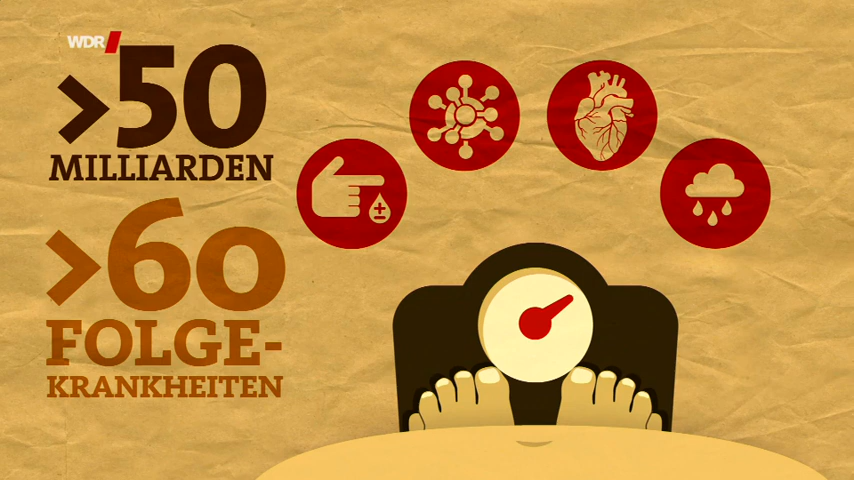 WDR
>50
MILLIARDEN
>60
FOLGE-
KRANKHEITEN